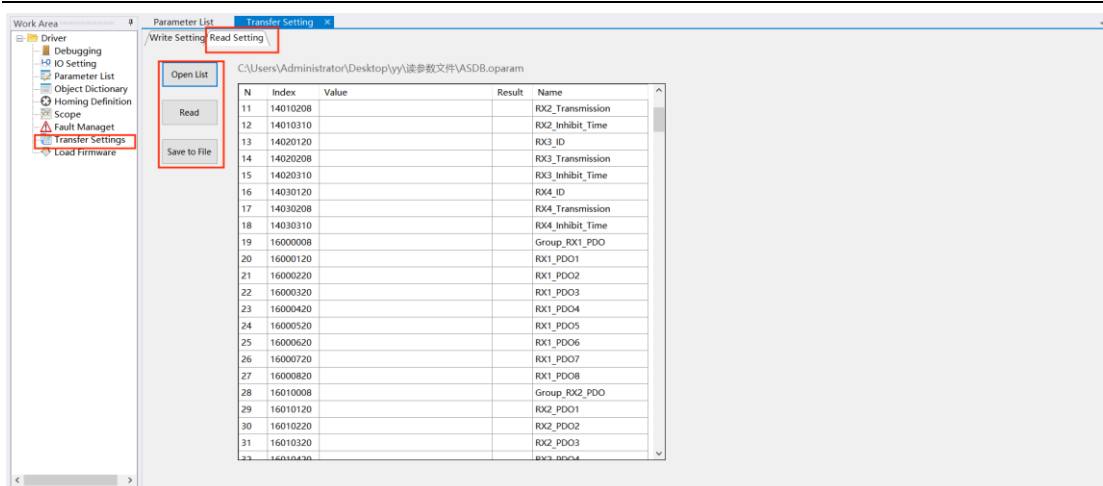 Work Area
Driver
Debugging
IO Setting
Parameter List
Object Dictionary
Homing Definition
Scope
Fault Managet
Transfer Settings
Load Firmware
Parameter List Transfer Setting ×
Write Setting Read Setting
Open List
Read
Save to File
C:\Users\Administrator\Desktop\yy\读参数文件\ASDB.oparam
N Index Value Result Name
11 14010208 RX2_Transmission
12 14010310 RX2_Inhibit_Time
13 14020120 RX3_ID
14 14020208 RX3_Transmission
15 14020310 RX3_Inhibit_Time
16 14030120 RX4_ID
17 14030208 RX4_Transmission
18 14030310 RX4_Inhibit_Time
19 16000008 Group_RX1_PDO
20 16000120 RX1_PDO1
21 16000220 RX1_PDO2
22 16000320 RX1_PDO3
23 16000420 RX1_PDO4
24 16000520 RX1_PDO5
25 16000620 RX1_PDO6
26 16000720 RX1_PDO7
27 16000820 RX1_PDO8
28 16010008 Group_RX2_PDO
29 16010120 RX2_PDO1
30 16010220 RX2_PDO2
31 16010320 RX2_PDO3
32 16010420 RX2_PDO4